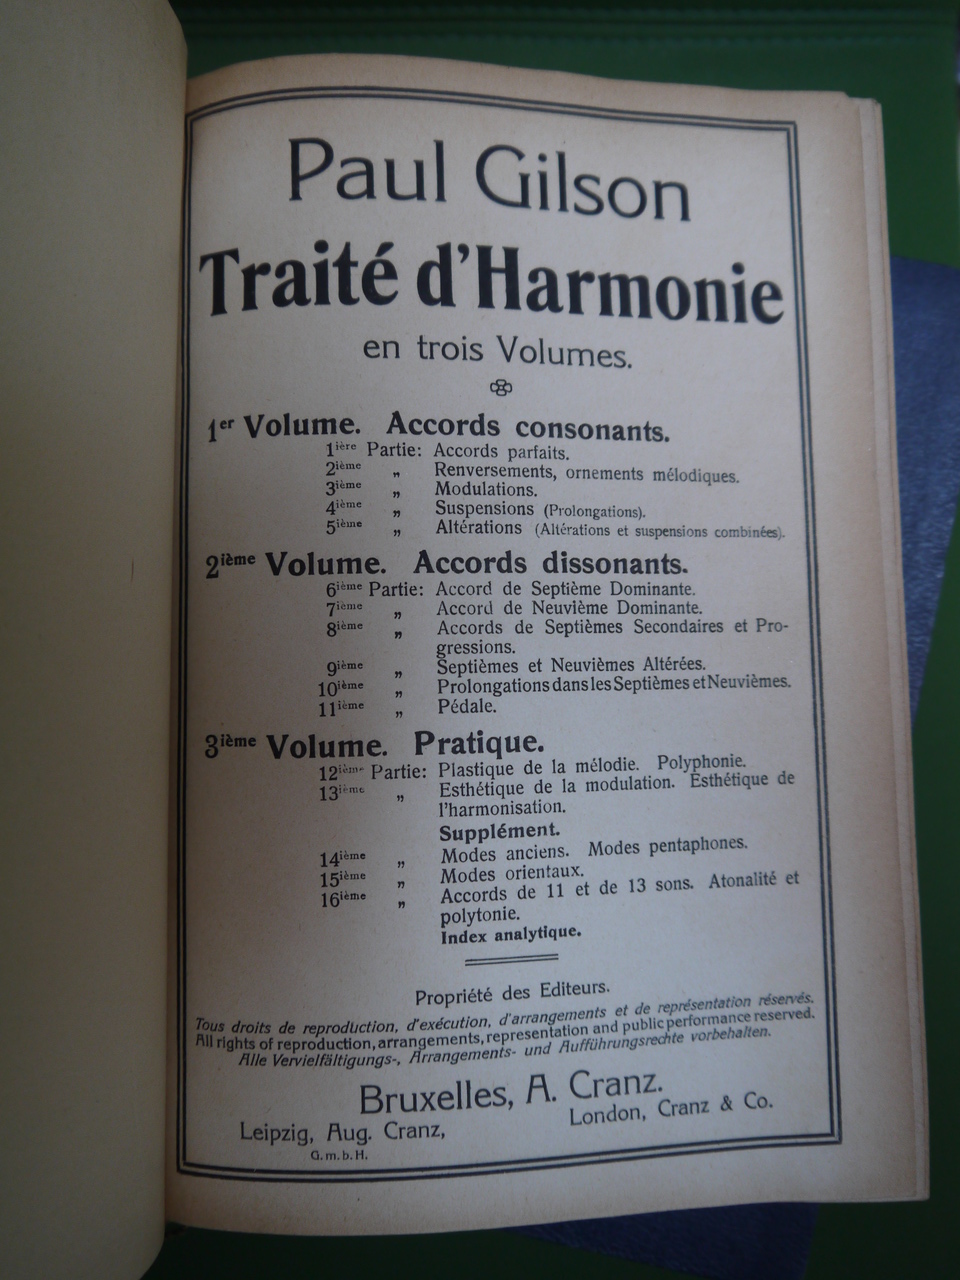 Paul Gilson
Traité d'Harmonie
en trois Volumes.
1er Volume. Accords consonants.
1ière Partie: Accords parfaits.
2ième „ Renversements, ornements mélodiques.
3ième „ Modulations.
4ième „ Suspensions (Prolongations).
5ième „ Altérations (Altérations et suspensions combinées).
2ième Volume. Accords dissonants.
6ième Partie: Accord de Septième Dominante.
7ième „ Accord de Neuvième Dominante.
8ième „ Accords de Septièmes Secondaires et Pro-
gressions.
9ième „ Septièmes et Neuvièmes Altérées.
10ième „ Prolongations dans les Septièmes et Neuvièmes.
11ième „ Pédale.
3ième Volume. Pratique.
12ième Partie: Plastique de la mélodie. Polyphonie.
13ième „ Esthétique de la modulation. Esthétique de
l'harmonisation.
Supplément.
14ième „ Modes anciens. Modes pentaphones.
15ième „ Modes orientaux.
16ième „ Accords de 11 et de 13 sons. Atonalité et
polytonie.
Index analytique.
Propriété des Editeurs.
Tous droits de reproduction, d'exécution, d'arrangements et de représentation réservés.
All rights of reproduction, arrangements, representation and public performance reserved.
Alle Vervielfältigungs-, Arrangements- und Aufführungsrechte vorbehalten.
Bruxelles, A. Cranz.
Leipzig, Aug. Cranz, London, Cranz & Co.
G.m.b.H.